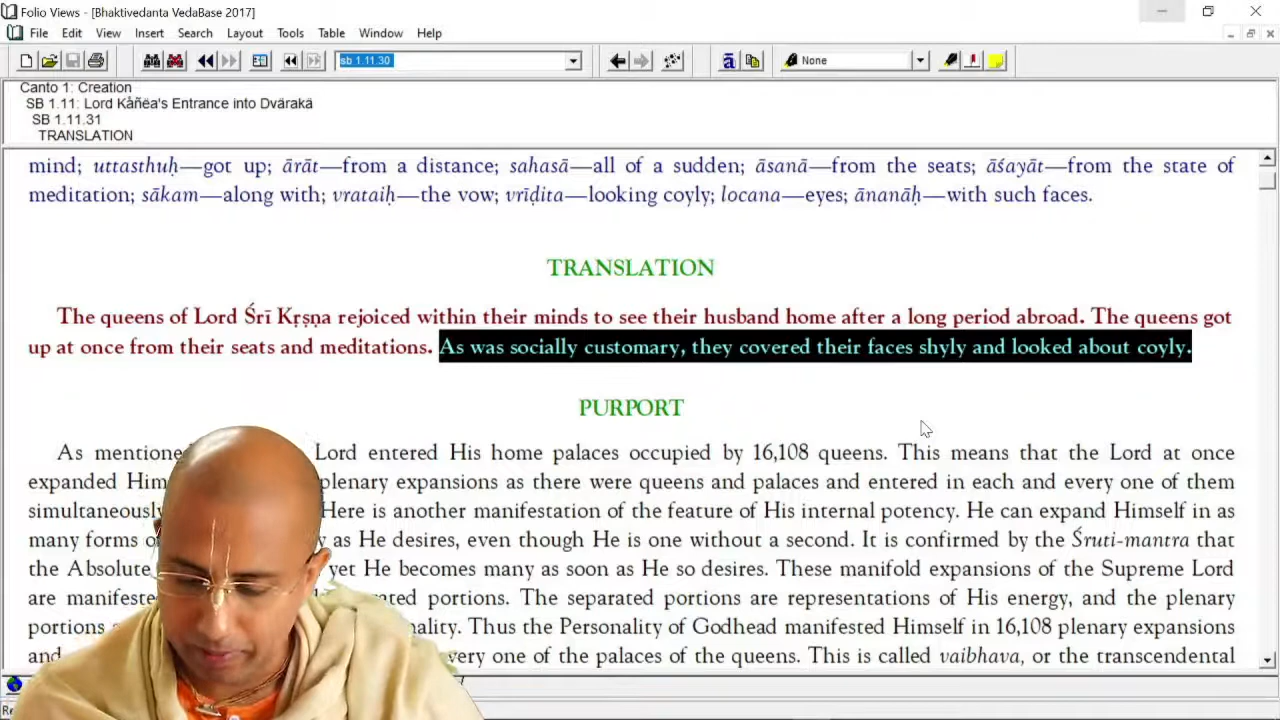 Folio Views - [Bhaktivedanta VedaBase 2017]
File Edit View Insert Search Layout Tools Table Window Help
sb 1.11.30
None
Canto 1: Creation
SB 1.11: Lord Kåñëa's Entrance into Dvärakä
SB 1.11.31
TRANSLATION
mind; uttasthuḥ—got up; ārāt—from a distance; sahasā—all of a sudden; āsanā—from the seats; āśayāt—from the state of
meditation; sākam—along with; vrataiḥ—the vow; vrīḍita—looking coyly; locana—eyes; ānanāḥ—with such faces.
TRANSLATION
The queens of Lord Śrī Kṛṣṇa rejoiced within their minds to see their husband home after a long period abroad. The queens got
up at once from their seats and meditations. As was socially customary, they covered their faces shyly and looked about coyly.
PURPORT
As mentioned Lord entered His home palaces occupied by 16,108 queens. This means that the Lord at once
expanded Him plenary expansions as there were queens and palaces and entered in each and every one of them
simultaneously Here is another manifestation of the feature of His internal potency. He can expand Himself in as
many forms as He desires, even though He is one without a second. It is confirmed by the Śruti-mantra that
the Absolute yet He becomes many as soon as He so desires. These manifold expansions of the Supreme Lord
are manifeste portions. The separated portions are representations of His energy, and the plenary
portions Thus the Personality of Godhead manifested Himself in 16,108 plenary expansions
and every one of the palaces of the queens. This is called vaibhava, or the transcendental